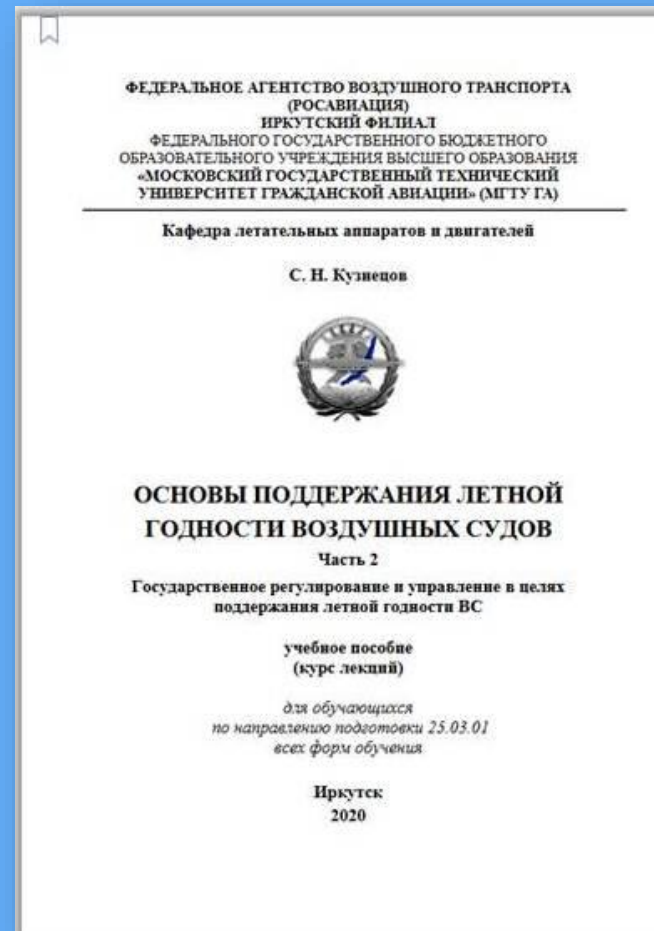 ФЕДЕРАЛЬНОЕ АГЕНТСТВО ВОЗДУШНОГО ТРАНСПОРТА
(РОСАВИАЦИЯ)
ИРКУТСКИЙ ФИЛИАЛ
ФЕДЕРАЛЬНОГО ГОСУДАРСТВЕННОГО БЮДЖЕТНОГО
ОБРАЗОВАТЕЛЬНОГО УЧРЕЖДЕНИЯ ВЫСШЕГО ОБРАЗОВАНИЯ
«МОСКОВСКИЙ ГОСУДАРСТВЕННЫЙ ТЕХНИЧЕСКИЙ
УНИВЕРСИТЕТ ГРАЖДАНСКОЙ АВИАЦИИ» (МГТУ ГА)
Кафедра летательных аппаратов и двигателей
С. Н. Кузнецов
ОСНОВЫ ПОДДЕРЖАНИЯ ЛЕТНОЙ
ГОДНОСТИ ВОЗДУШНЫХ СУДОВ
Часть 2
Государственное регулирование и управление в целях
поддержания летной годности ВС
учебное пособие
(курс лекций)
для обучающихся
по направлению подготовки 25.03.01
всех форм обучения
Иркутск
2020